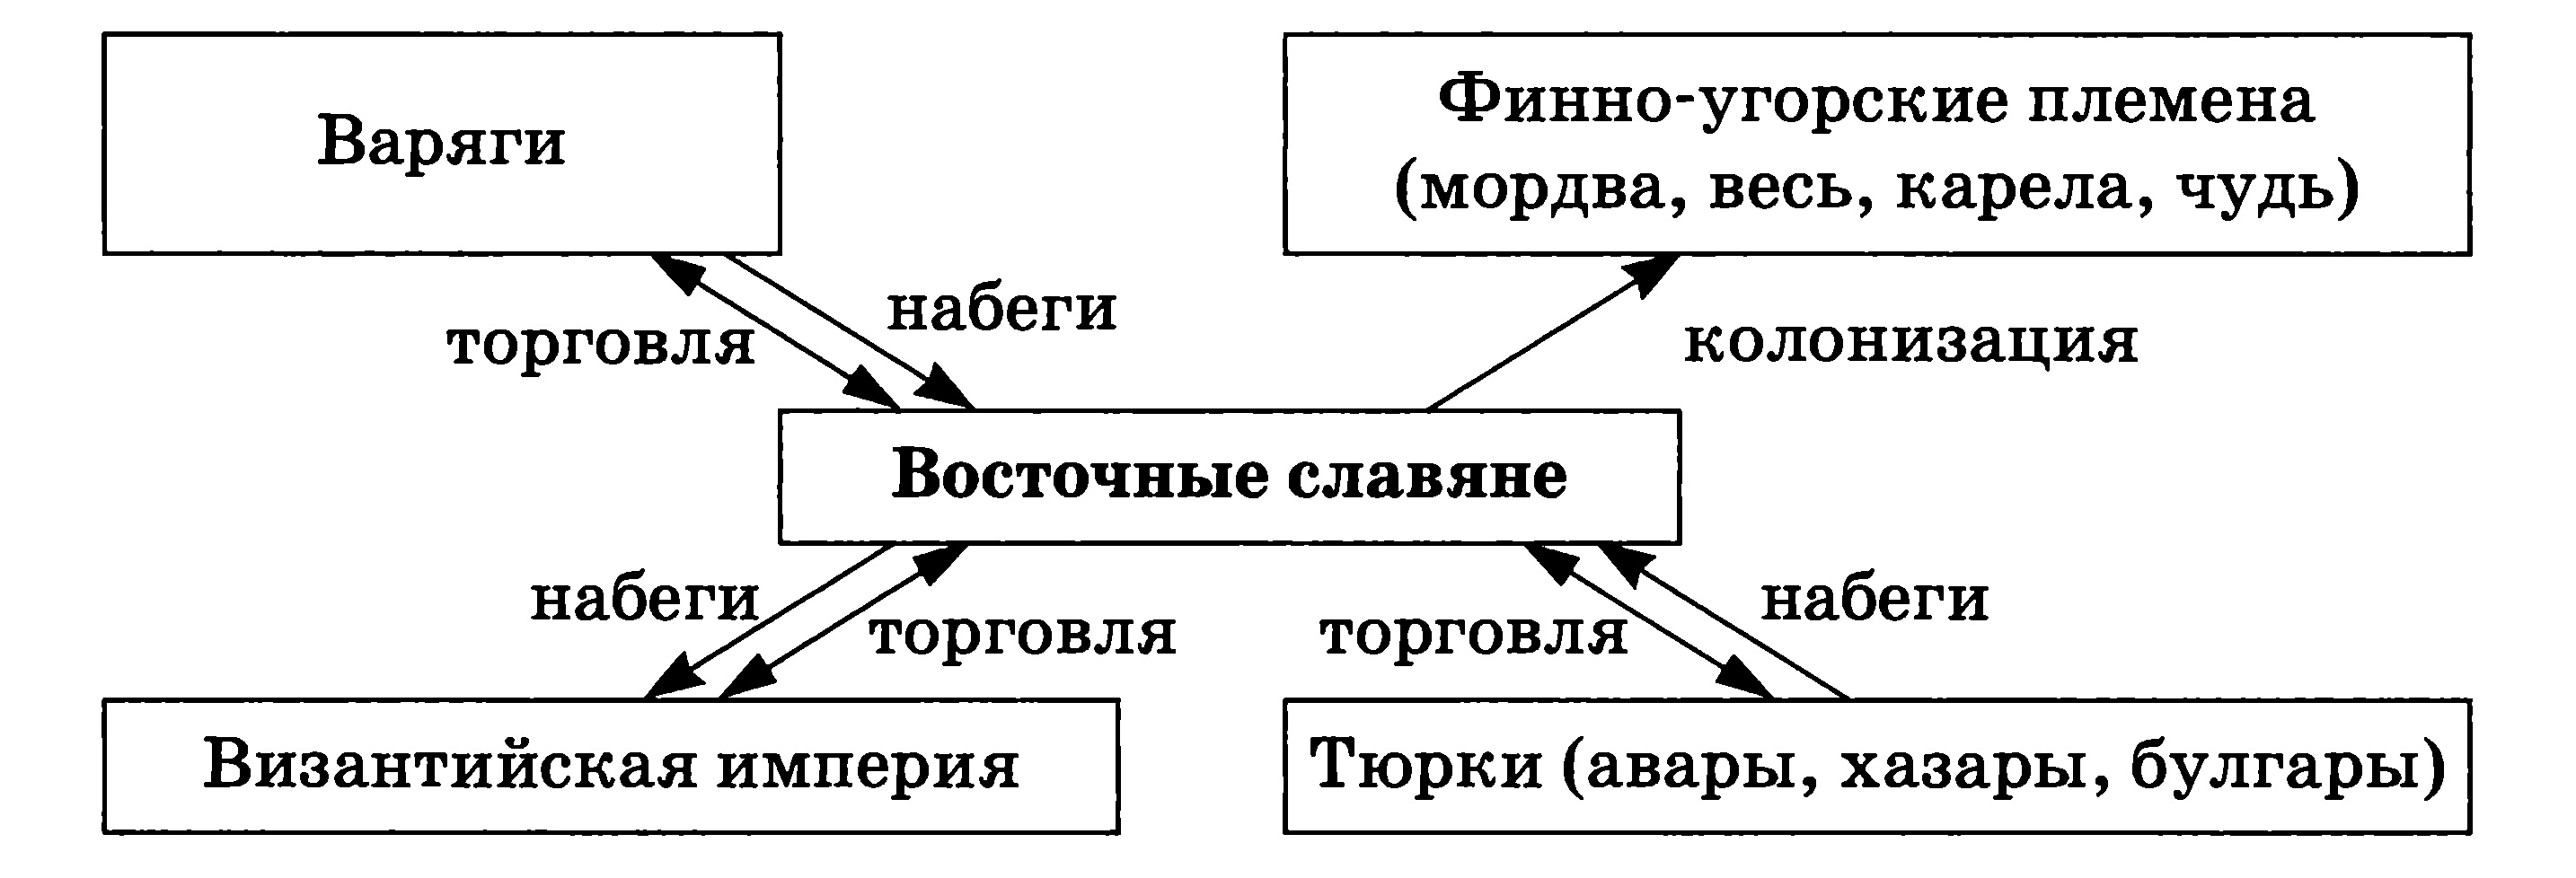 Варяги
Финно-угорские племена
(мордва, весь, карела, чудь)
набеги
торговля
колонизация
Восточные славяне
набеги
торговля
торговля
набеги
Византийская империя
Тюрки (авары, хазары, булгары)